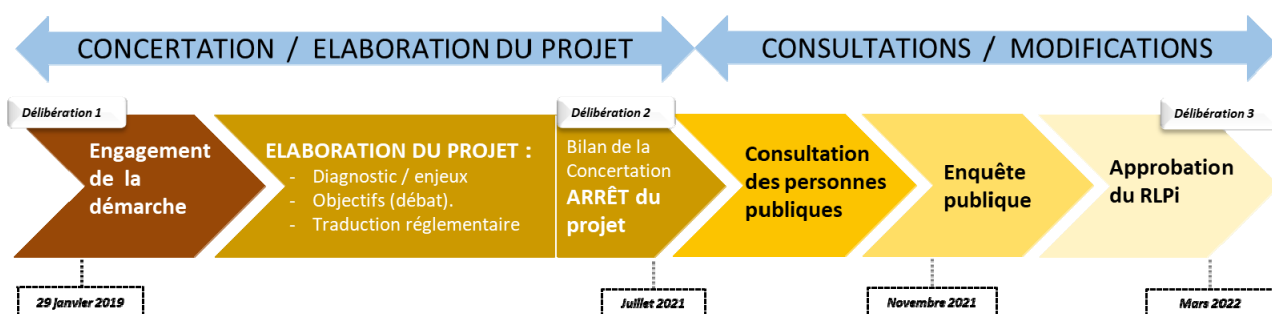 CONCERTATION / ELABORATION DU PROJET
CONSULTATIONS / MODIFICATIONS
Délibération 1
Engagement
de la
démarche
ELABORATION DU PROJET :
- Diagnostic / enjeux
- Objectifs (débat).
- Traduction réglementaire
Délibération 2
Bilan de la
Concertation
ARRÊT du
projet
Consultation
des personnes
publiques
Enquête
publique
Délibération 3
Approbation
du RLPi
29 janvier 2019
Juillet 2021
Novembre 2021
Mars 2022